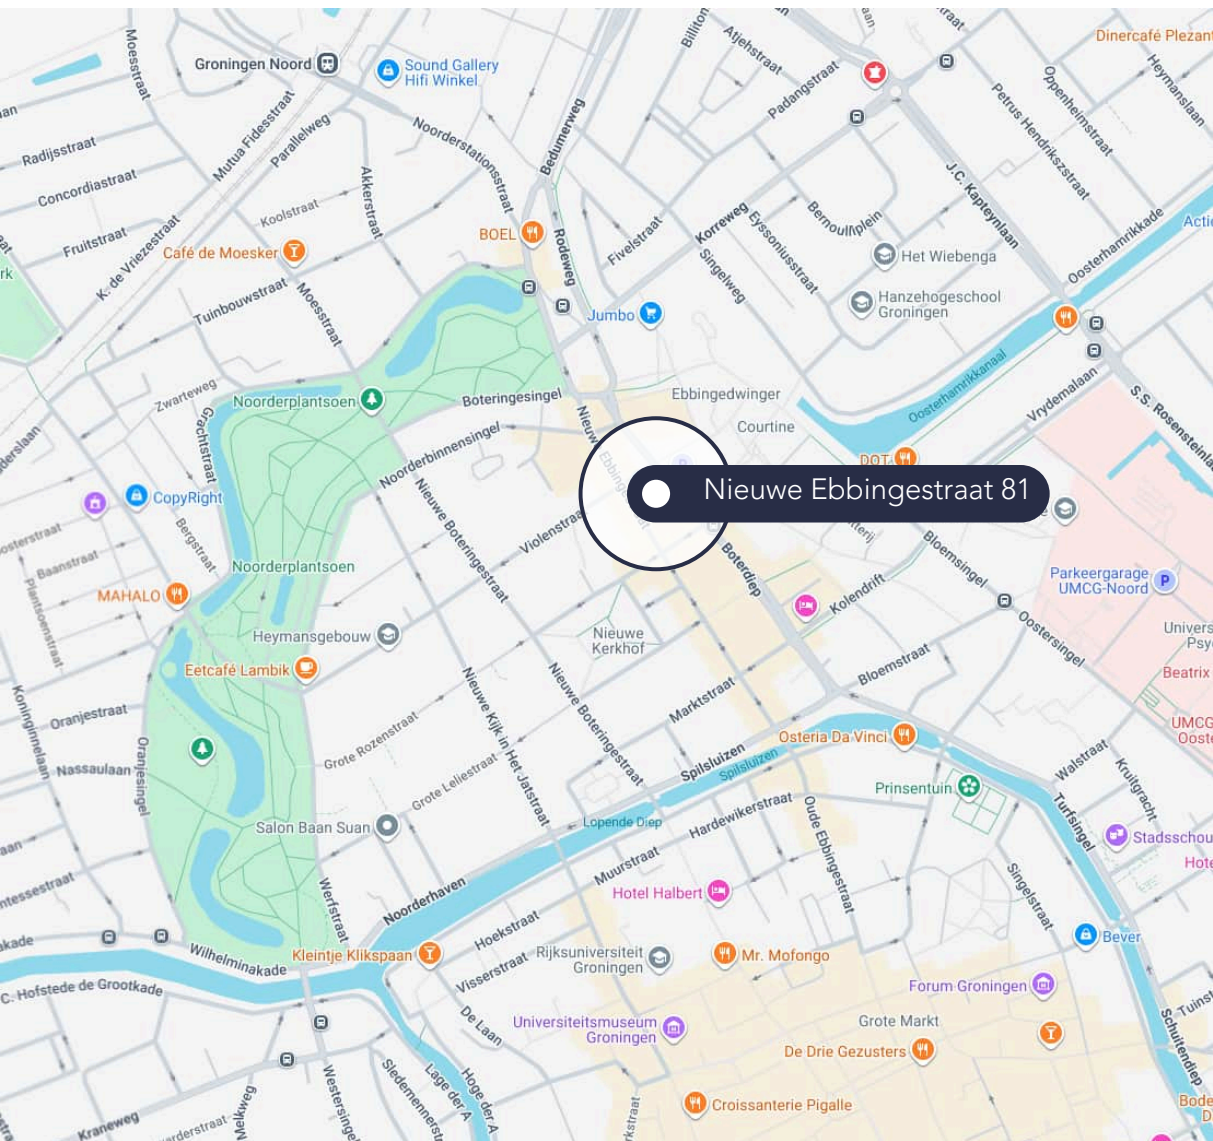 Moesstraat
Groningen Noord
Sound Gallery
Hifi Winkel
Billiton
Atjehstraat
Padangstraat
Dinercafé Plezant
Heymanslaan
Oppenheimstraat
Petrus Hendrikszstraat
Radijsstraat
Mutua Fidesstraat
Parallelweg
Noorderstationsstraat
Bedumerweg
J.C. Kapteynlaan
Concordiastraat
Akkerstraat
Koolstraat
Fruitstraat
K. de Vriezestraat
Café de Moesker
BOEL
Rodeweg
Fivelstraat
Korreweg
Singelweg
Eyssoniusstraat
Bernoulliplein
Het Wiebenga
Oosterhamrikkade
Hanzehogeschool
Groningen
Tuinbouwstraat
Moesstraat
Jumbo
Oosterhamrikkanaal
Vrydemalaan
S.S. Rosensteinlaan
Zwarteweg
Grachtstraat
Noorderplantsoen
Boteringesingel
Ebbingedwinger
Courtine
Noorderbinnensingel
DOT
Nieuwe Ebbingestraat 81
CopyRight
Bergstraat
Nieuwe Boteringestraat
Violenstraat
Boterdiep
Bloemsingel
Baanstraat
Plantsoenstraat
Noorderplantsoen
MAHALO
Kolendrift
Parkeergarage
UMCG-Noord
P
Oostersingel
Heymansgebouw
Nieuwe
Kerkhof
Eetcafé Lambik
Bloemstraat
Beatrix
Koninginnelaan
Oranjestraat
Nieuwe Kijk in Het Jatstraat
Nieuwe Boteringestraat
Marktstraat
Grote Rozenstraat
Osteria Da Vinci
Nassaulaan
Oranjesingel
Spilsluizen
Spilsluizen
Walstraat
Kruitgracht
Grote Leliestraat
Prinsentuin
Turfsingel
Salon Baan Suan
Lopende Diep
Hardewikerstraat
Oude Ebbingestraat
Muurstraat
Hotel Halbert
Singelstraat
Werfstraat
Noorderhaven
Hoekstraat
Bever
Wilhelminakade
Kleintje Klikspaan
Visserstraat
Rijksuniversiteit
Groningen
Mr. Mofongo
C. Hofstede de Grootkade
Forum Groningen
De Laan
Universiteitsmuseum
Groningen
Grote Markt
De Drie Gezusters
Schuitendiep
Lage der A
Hoge der A
Croissanterie Pigalle
Kraneweg
Melkweg